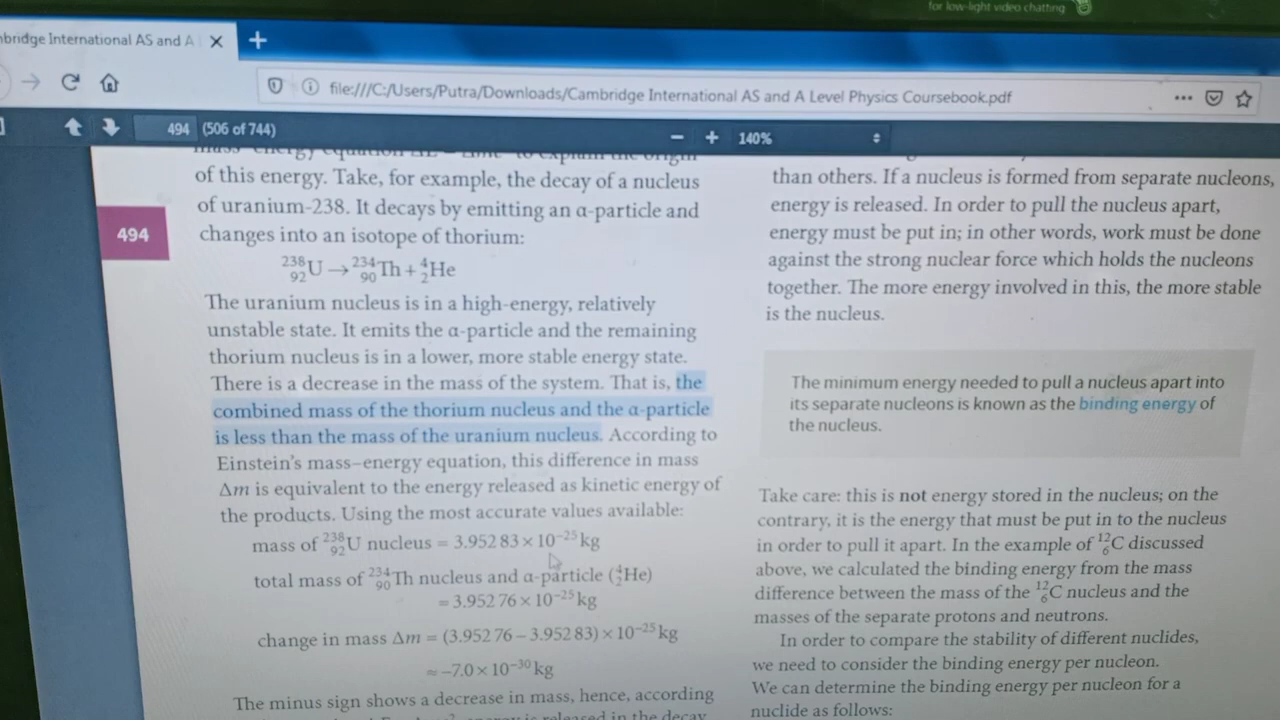 for low-light video chatting
mbridge International AS and A
file:///C:/Users/Putra/Downloads/Cambridge International AS and A Level Physics Coursebook.pdf
494 (506 of 744)
140%
mass–energy equation to explain the origin
of this energy. Take, for example, the decay of a nucleus
of uranium-238. It decays by emitting an α-particle and
changes into an isotope of thorium:
494
²³⁸₉₂U → ²³⁴₉₀Th + ⁴₂He
The uranium nucleus is in a high-energy, relatively
unstable state. It emits the α-particle and the remaining
thorium nucleus is in a lower, more stable energy state.
There is a decrease in the mass of the system. That is, the
combined mass of the thorium nucleus and the α-particle
is less than the mass of the uranium nucleus. According to
Einstein's mass–energy equation, this difference in mass
Δm is equivalent to the energy released as kinetic energy of
the products. Using the most accurate values available:
mass of ²³⁸₉₂U nucleus = 3.952 83 × 10⁻²⁵ kg
total mass of ²³⁴₉₀Th nucleus and α-particle (⁴₂He)
= 3.952 76 × 10⁻²⁵ kg
change in mass Δm = (3.952 76 – 3.952 83) × 10⁻²⁵ kg
≈ –7.0 × 10⁻³⁰ kg
The minus sign shows a decrease in mass, hence, according
energy is released in the decay
than others. If a nucleus is formed from separate nucleons,
energy is released. In order to pull the nucleus apart,
energy must be put in; in other words, work must be done
against the strong nuclear force which holds the nucleons
together. The more energy involved in this, the more stable
is the nucleus.
The minimum energy needed to pull a nucleus apart into
its separate nucleons is known as the binding energy of
the nucleus.
Take care: this is not energy stored in the nucleus; on the
contrary, it is the energy that must be put in to the nucleus
in order to pull it apart. In the example of ¹²₆C discussed
above, we calculated the binding energy from the mass
difference between the mass of the ¹²₆C nucleus and the
masses of the separate protons and neutrons.
In order to compare the stability of different nuclides,
we need to consider the binding energy per nucleon.
We can determine the binding energy per nucleon for a
nuclide as follows: